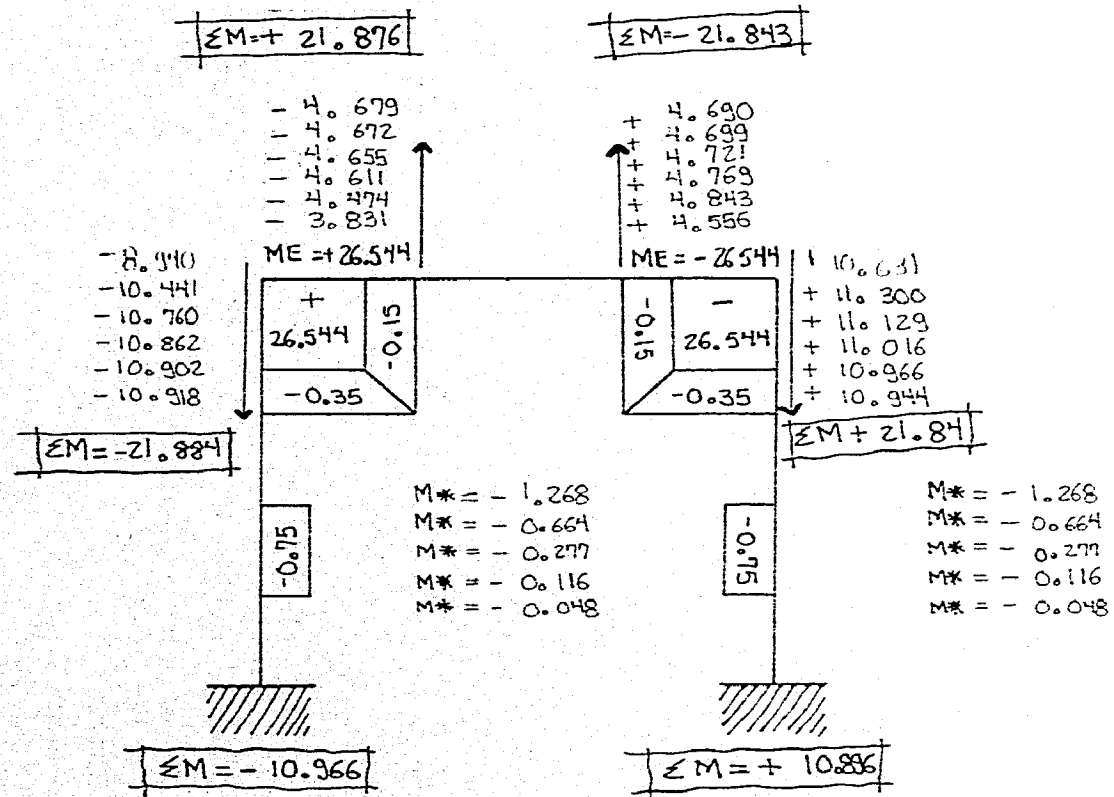 ΣM=+ 21.876
ΣM=- 21.843
- 4.679
- 4.672
- 4.655
- 4.611
- 4.474
- 3.831
+ 4.690
+ 4.699
+ 4.721
+ 4.769
+ 4.843
+ 4.556
ME =+26.544
ME = - 26.544
- 8.940
-10.441
-10.760
-10.862
-10.902
-10.918
+ 11.300
+ 11.129
+ 11.016
+ 10.966
+ 10.944
+
26.544
-0.15
-0.35
-0.15
-
26.544
-0.35
ΣM=-21.884
ΣM + 21.84
-0.75
M* = - 1.268
M* = - 0.664
M* = - 0.277
M* = - 0.116
M* = - 0.048
-0.75
M* = - 1.268
M* = - 0.664
M* = - 0.277
M* = - 0.116
M* = - 0.048
ΣM = - 10.966
ΣM = + 10.896